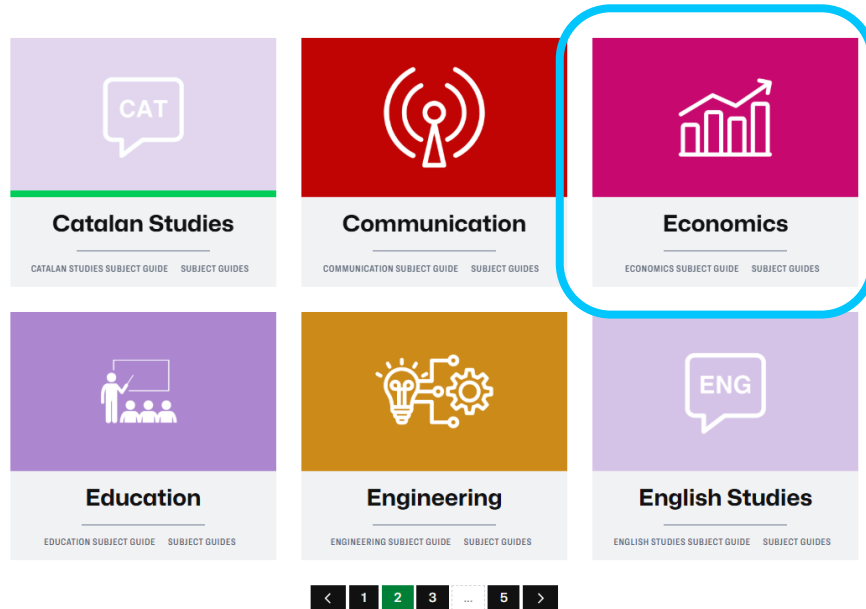 CAT
Catalan Studies
CATALAN STUDIES SUBJECT GUIDE SUBJECT GUIDES
Communication
COMMUNICATION SUBJECT GUIDE SUBJECT GUIDES
Economics
ECONOMICS SUBJECT GUIDE SUBJECT GUIDES
Education
EDUCATION SUBJECT GUIDE SUBJECT GUIDES
Engineering
ENGINEERING SUBJECT GUIDE SUBJECT GUIDES
ENG
English Studies
ENGLISH STUDIES SUBJECT GUIDE SUBJECT GUIDES
< 1 2 3 ... 5 >